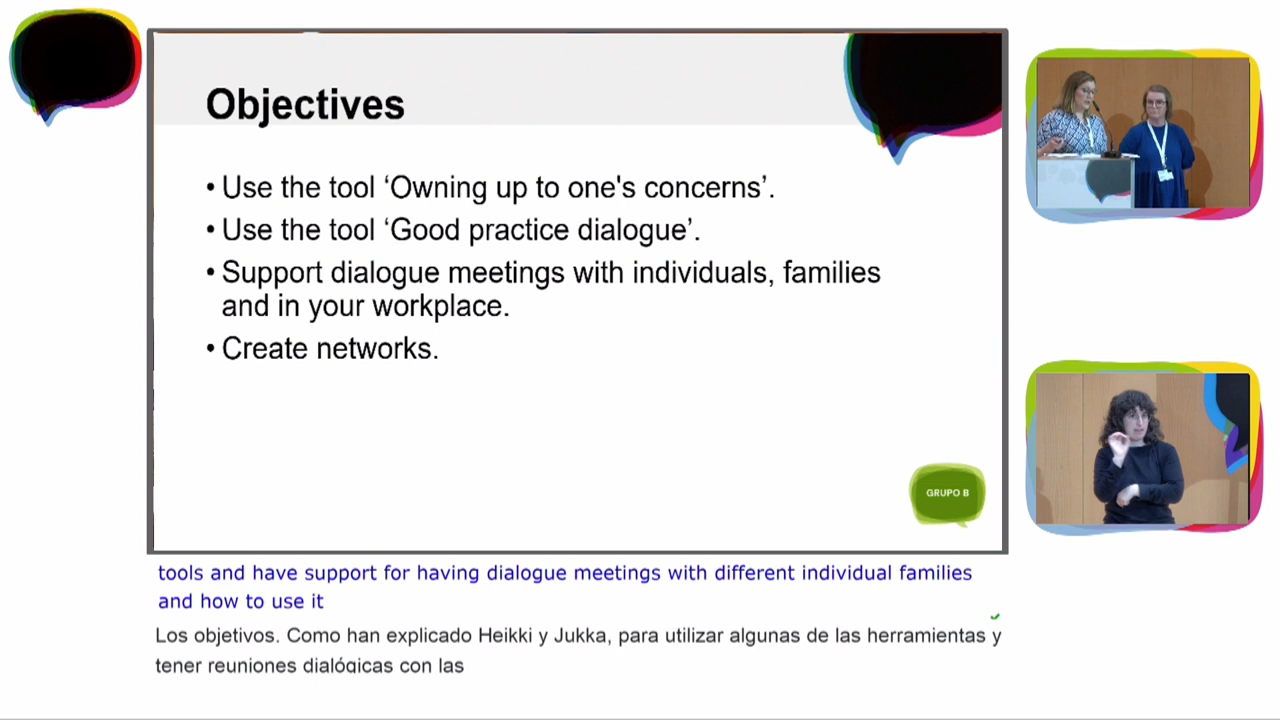 Objectives
• Use the tool ‘Owning up to one's concerns’.
• Use the tool ‘Good practice dialogue’.
• Support dialogue meetings with individuals, families
and in your workplace.
• Create networks.
GRUPO B
tools and have support for having dialogue meetings with different individual families
and how to use it
Los objetivos. Como han explicado Heikki y Jukka, para utilizar algunas de las herramientas y
tener reuniones dialógicas con las